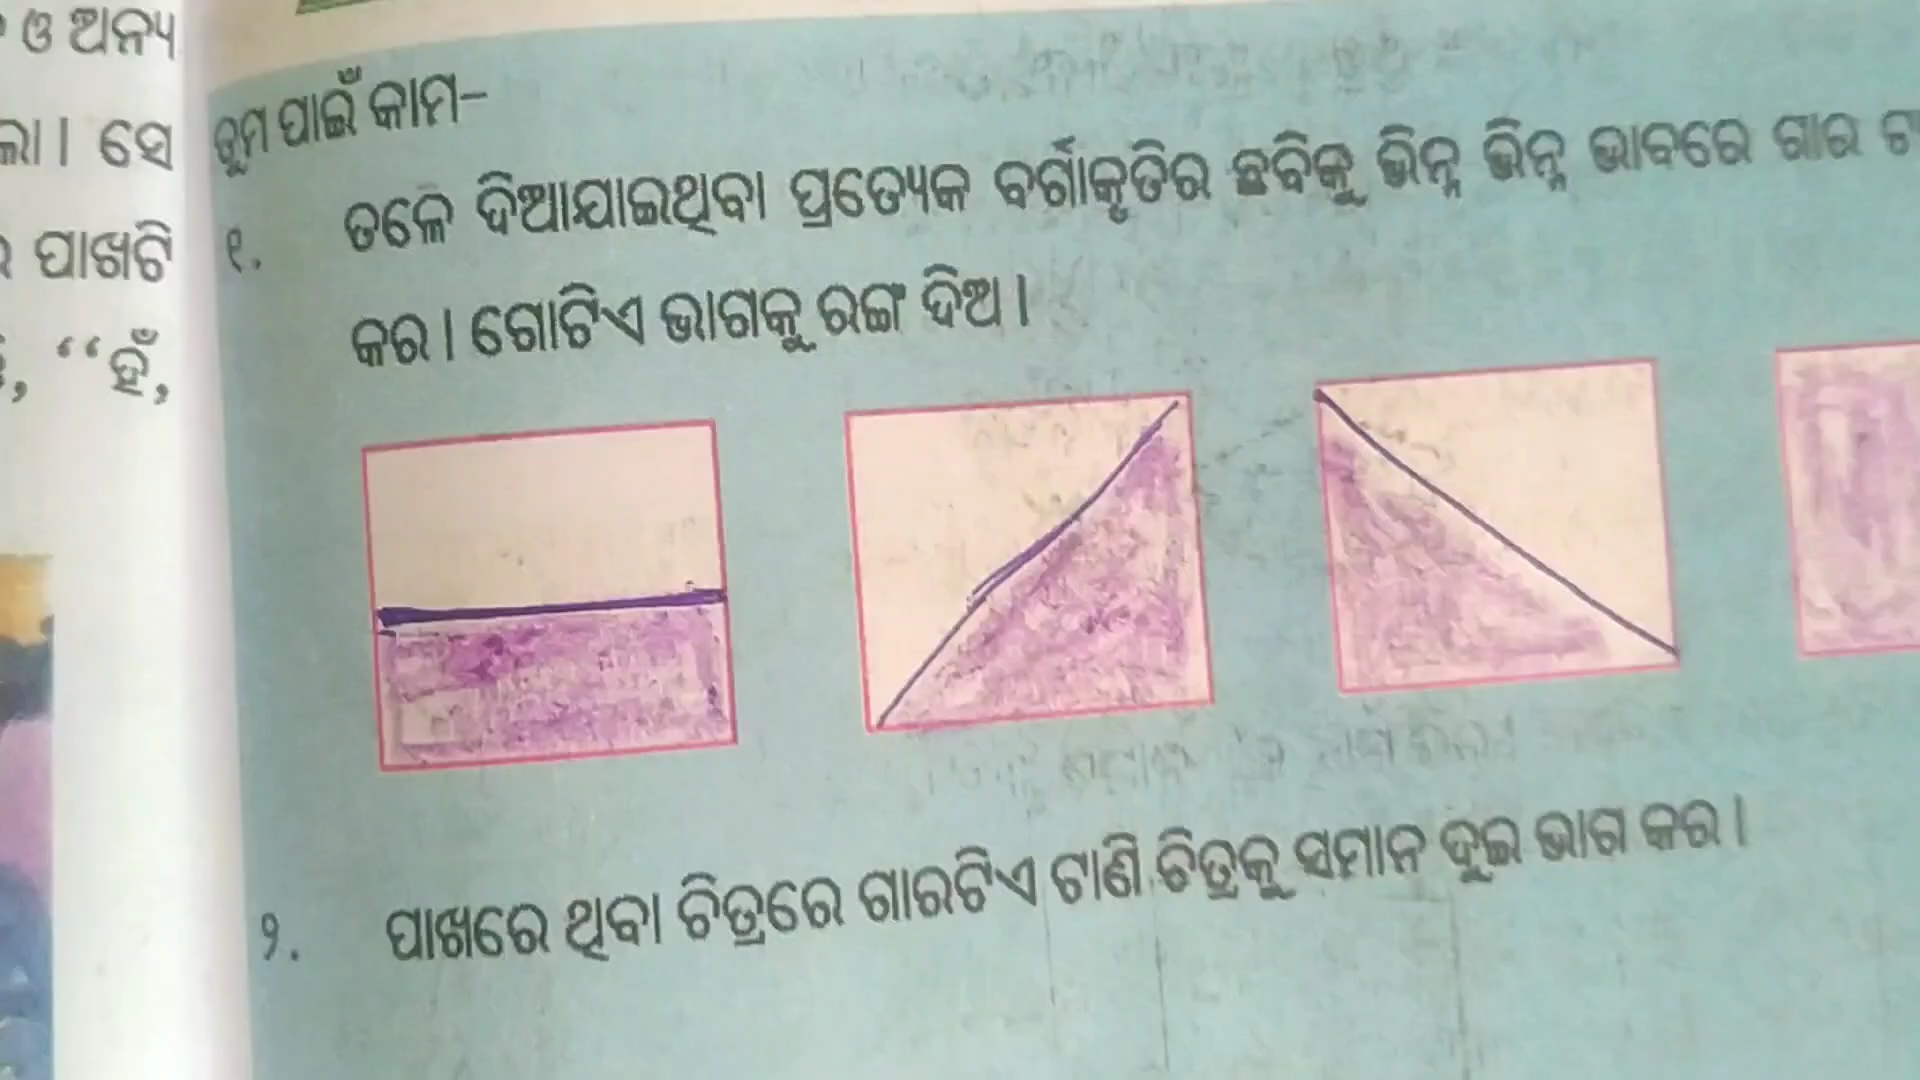 ଓ ଅନ୍ୟ
ଲା। ସେ
ପାଖଟି
“ହଁ,
ତୁମ ପାଇଁ କାମ–
୧. ତଳେ ଦିଆଯାଇଥିବା ପ୍ରତ୍ୟେକ ବର୍ଗାକୃତିର ଛବିକୁ ଭିନ୍ନ ଭିନ୍ନ ଭାବରେ ଗାର
କର। ଗୋଟିଏ ଭାଗକୁ ରଙ୍ଗ ଦିଅ।
୨. ପାଖରେ ଥିବା ଚିତ୍ରରେ ଗାରଟିଏ ଟାଣି ଚିତ୍ରକୁ ସମାନ ଦୁଇ ଭାଗ କର।